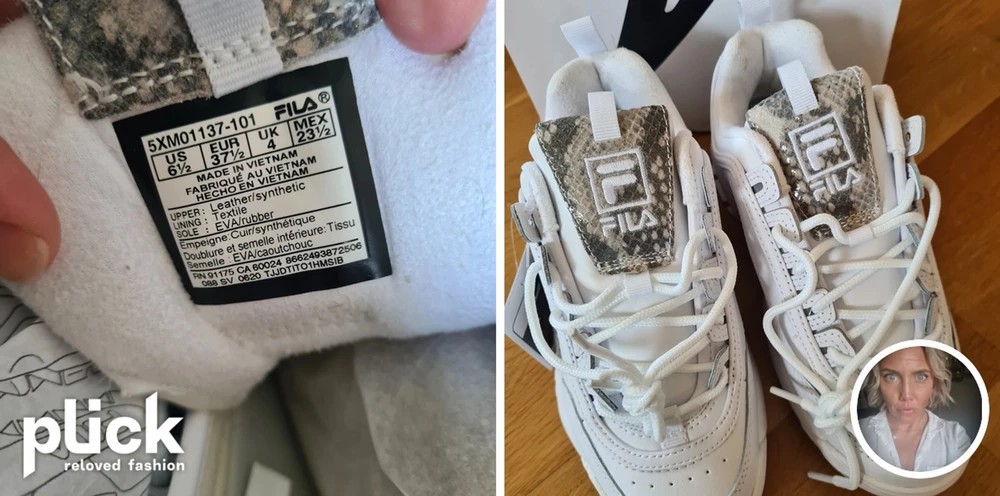 FILA®
5XM01137-101
US EUR UK MEX
6½ 37½ 4 23½
MADE IN VIETNAM
FABRIQUÉ AU VIETNAM
HECHO EN VIETNAM
UPPER: Leather/synthetic
LINING: Textile
SOLE: EVA/rubber
Empeigne: Cuir/synthétique
Doublure et semelle intérieure: Tissu
Semelle: EVA/caoutchouc
RN 91175 CA 60024 8662493872506
088 SV 0620 TJJDTITO1HMSIB
plick
reloved fashion
FILA
FILA